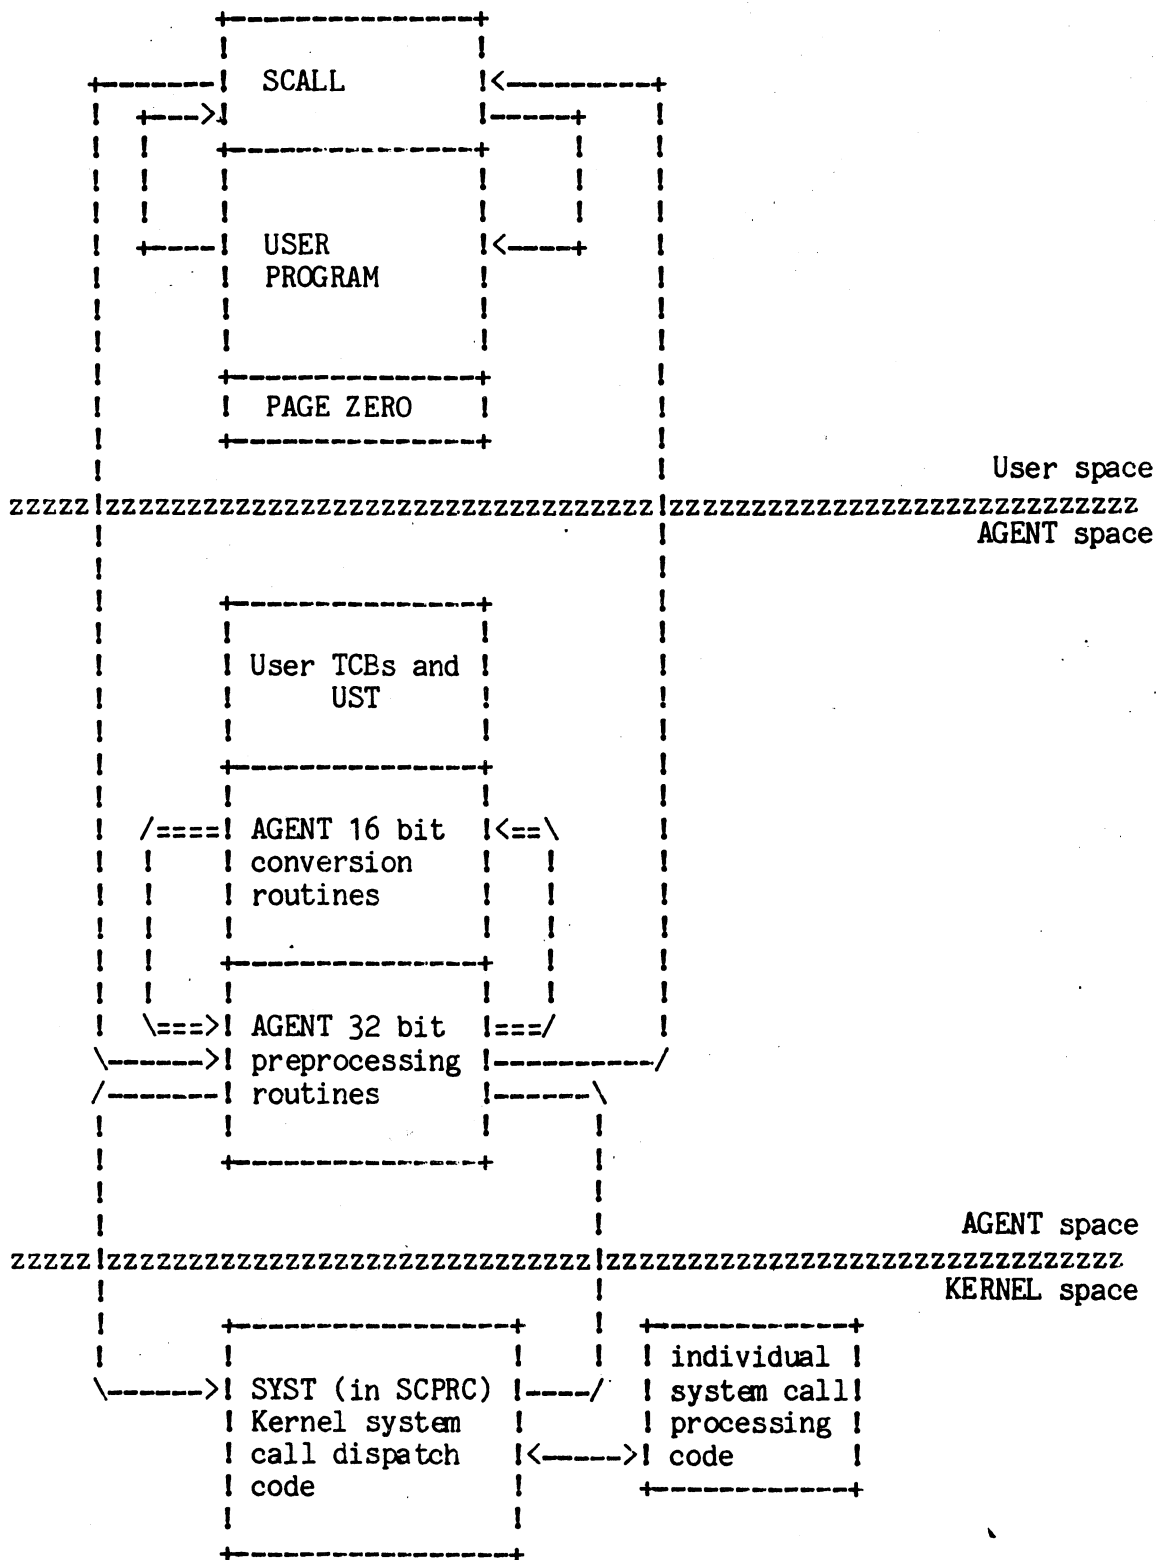 SCALL
USER
PROGRAM
PAGE ZERO
User space
AGENT space
User TCBs and
UST
AGENT 16 bit
conversion
routines
AGENT 32 bit
preprocessing
routines
AGENT space
KERNEL space
SYST (in SCPRC)
Kernel system
call dispatch
code
individual
system call
processing
code